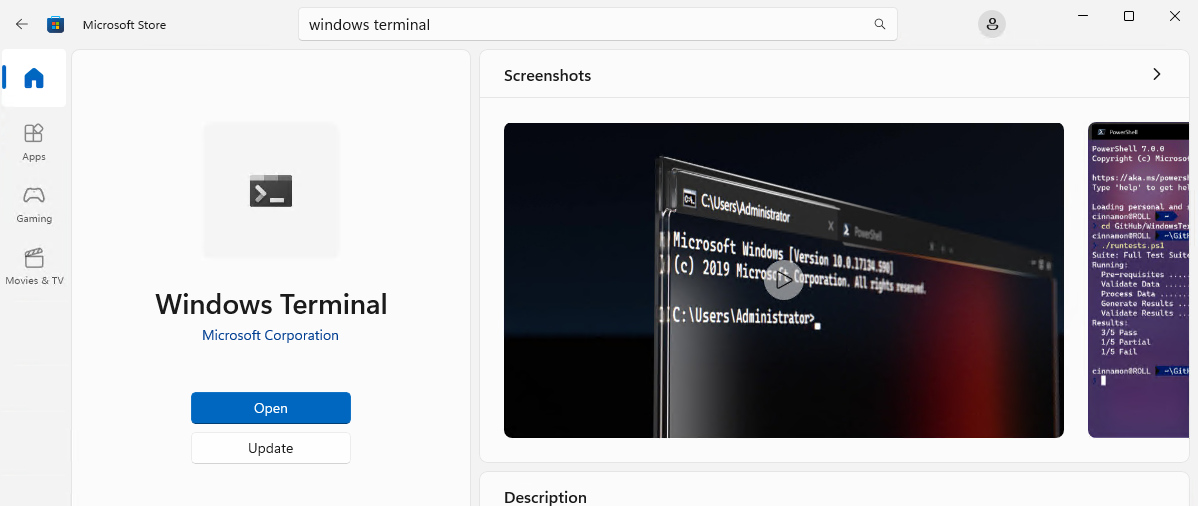 Microsoft Store
windows terminal
Apps
Gaming
Movies & TV
Windows Terminal
Microsoft Corporation
Open
Update
Screenshots
C:\Users\Administrator
PowerShell
Microsoft Windows [Version 10.0.17134.590]
(c) 2019 Microsoft Corporation. All rights reserved.
C:\Users\Administrator>
PowerShell
PowerShell 7.0.0
Copyright (c) Microso
https://aka.ms/powersh
Type 'help' to get hel
Loading personal and s
cinnamon@ROLL ~
cd GitHub/WindowsTer
cinnamon@ROLL ~\GitH
./runtests.ps1
Suite: Full Test Suite
Running:
Pre-requisites .....
Validate Data ......
Process Data .......
Generate Results ...
Validate Results ...
Results:
3/5 Pass
1/5 Partial
1/5 Fail
cinnamon@ROLL ~\GitH
Description